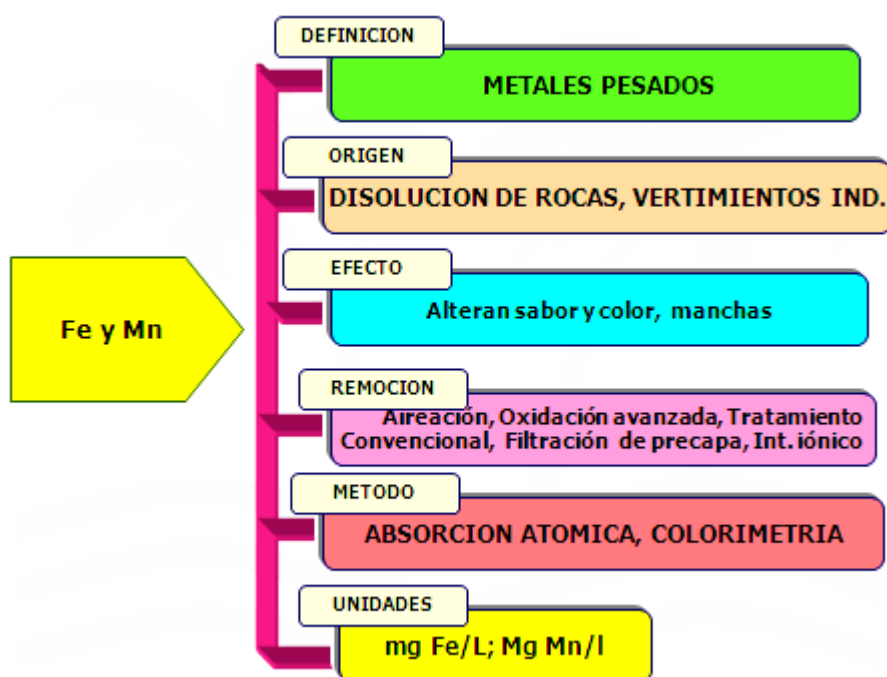 DEFINICION
METALES PESADOS
ORIGEN
DISOLUCION DE ROCAS, VERTIMIENTOS IND.
EFECTO
Alteran sabor y color, manchas
Fe y Mn
REMOCION
Aireación, Oxidación avanzada, Tratamiento
Convencional, Filtración de precapa, Int. iónico
METODO
ABSORCION ATOMICA, COLORIMETRIA
UNIDADES
mg Fe/L; Mg Mn/l